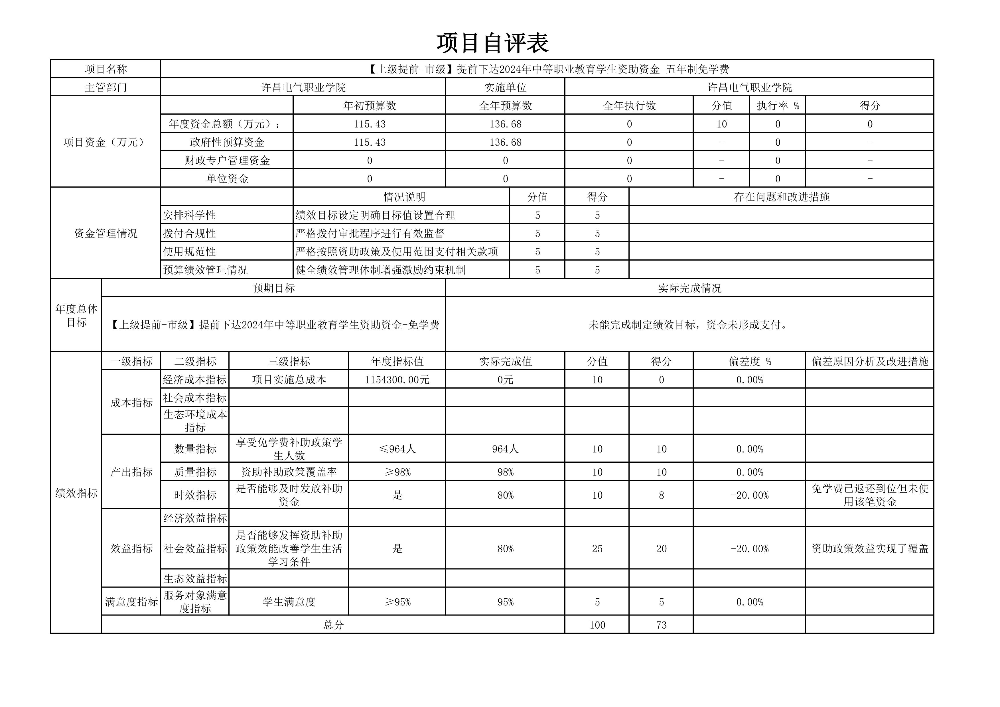 项目自评表
项目名称 【上级提前-市级】提前下达2024年中等职业教育学生资助资金-五年制免学费
主管部门 许昌电气职业学院 实施单位 许昌电气职业学院
项目资金（万元） 年初预算数 全年预算数 全年执行数 分值 执行率 % 得分
年度资金总额（万元）： 115.43 136.68 0 10 0 0
政府性预算资金 115.43 136.68 0 - 0 -
财政专户管理资金 0 0 0 - 0 -
单位资金 0 0 0 - 0 -
资金管理情况 情况说明 分值 得分 存在问题和改进措施
安排科学性 绩效目标设定明确目标值设置合理 5 5
拨付合规性 严格拨付审批程序进行有效监督 5 5
使用规范性 严格按照资助政策及使用范围支付相关款项 5 5
预算绩效管理情况 健全绩效管理体制增强激励约束机制 5 5
年度总体
目标
预期目标 实际完成情况
【上级提前-市级】提前下达2024年中等职业教育学生资助资金-免学费 未能完成制定绩效目标，资金未形成支付。
绩效指标
一级指标 二级指标 三级指标 年度指标值 实际完成值 分值 得分 偏差度 % 偏差原因分析及改进措施
成本指标
经济成本指标 项目实施总成本 1154300.00元 0元 10 0 0.00%
社会成本指标
生态环境成本
指标
产出指标
数量指标
享受免学费补助政策学
生人数
≤964人 964人 10 10 0.00%
质量指标 资助补助政策覆盖率 ≥98% 98% 10 10 0.00%
时效指标
是否能够及时发放补助
资金
是 80% 10 8 -20.00%
免学费已返还到位但未使
用该笔资金
效益指标
经济效益指标
社会效益指标
是否能够发挥资助补助
政策效能改善学生生活
学习条件
是 80% 25 20 -20.00% 资助政策效益实现了覆盖
生态效益指标
满意度指标
服务对象满意
度指标
学生满意度 ≥95% 95% 5 5 0.00%
总分 100 73